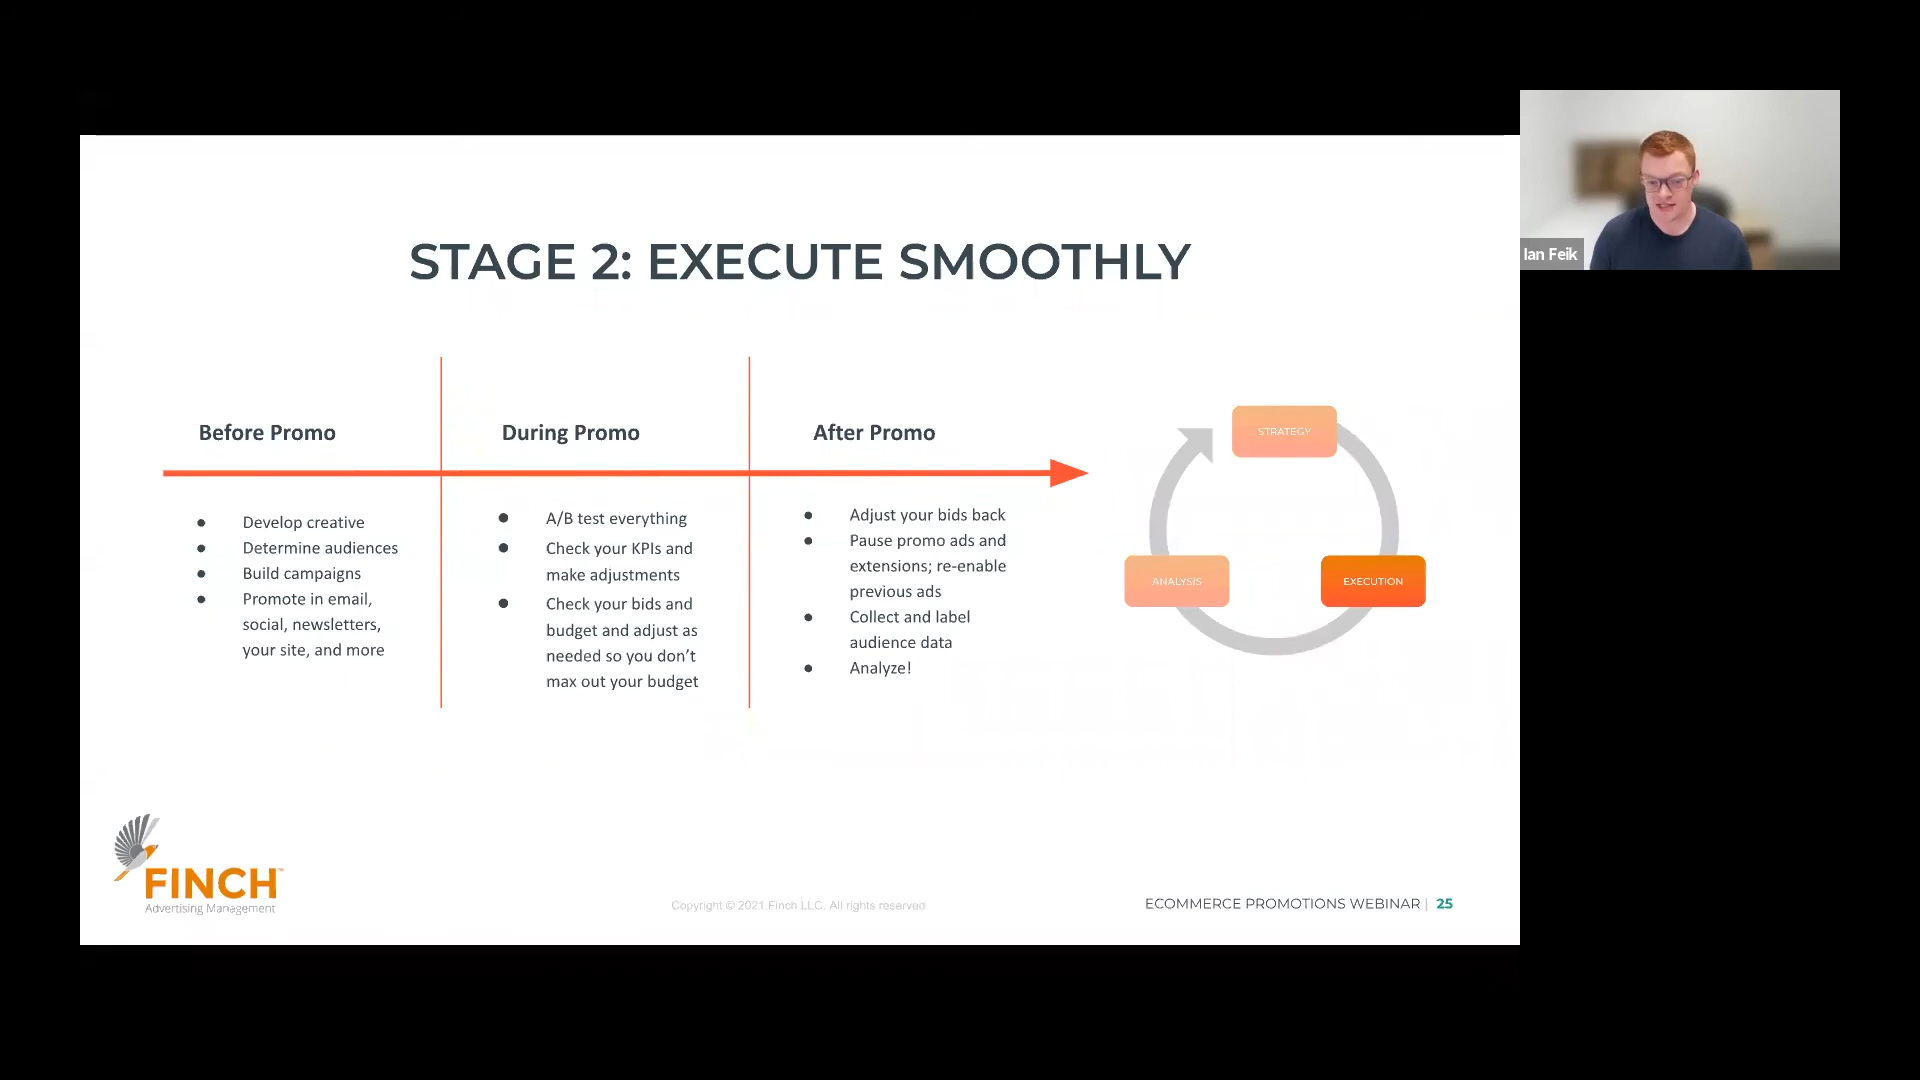 STAGE 2: EXECUTE SMOOTHLY
Before Promo
● Develop creative
● Determine audiences
● Build campaigns
● Promote in email,
social, newsletters,
your site, and more
During Promo
● A/B test everything
● Check your KPIs and
make adjustments
● Check your bids and
budget and adjust as
needed so you don’t
max out your budget
After Promo
● Adjust your bids back
● Pause promo ads and
extensions; re-enable
previous ads
● Collect and label
audience data
● Analyze!
STRATEGY
ANALYSIS
EXECUTION
FINCH™
Advertising Management
Copyright © 2021 Finch LLC. All rights reserved.
ECOMMERCE PROMOTIONS WEBINAR | 25
Ian Feik